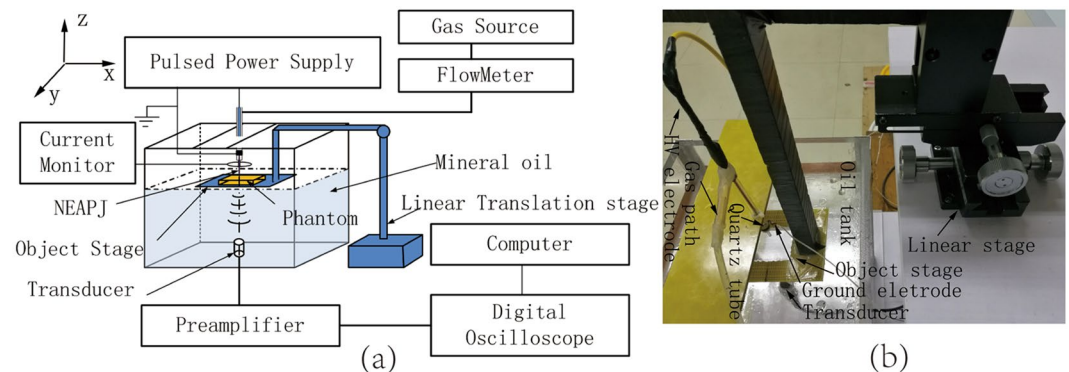 z
x
y
Pulsed Power Supply
Gas Source
FlowMeter
Current
Monitor
NEAPJ
Object Stage
Transducer
Mineral oil
Phantom
Linear Translation stage
Computer
Preamplifier
Digital
Oscilloscope
(a)
HV
electrode
Gas path
Quartz tube
Oil tank
Linear stage
Object stage
Ground eletrode
Transducer
(b)